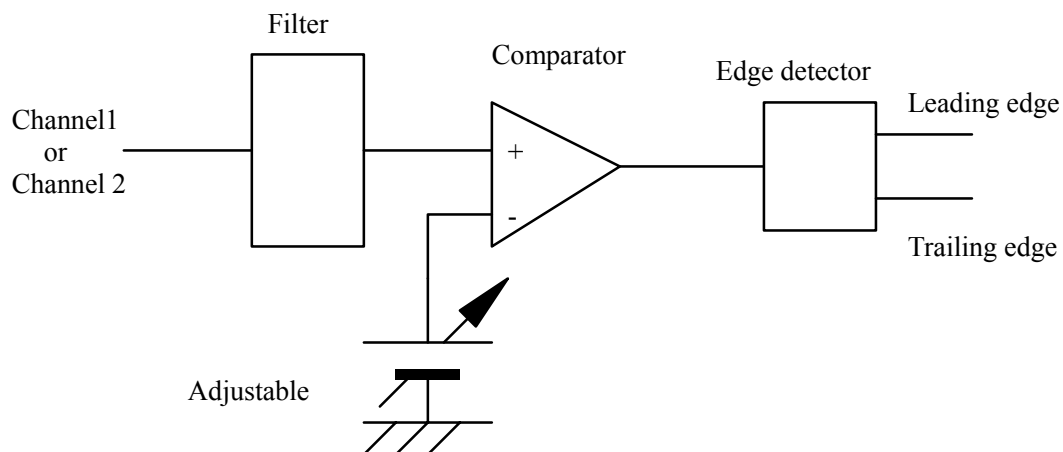 Filter
Comparator
Edge detector
Leading edge
Channel1
or
Channel 2
+
-
Trailing edge
Adjustable